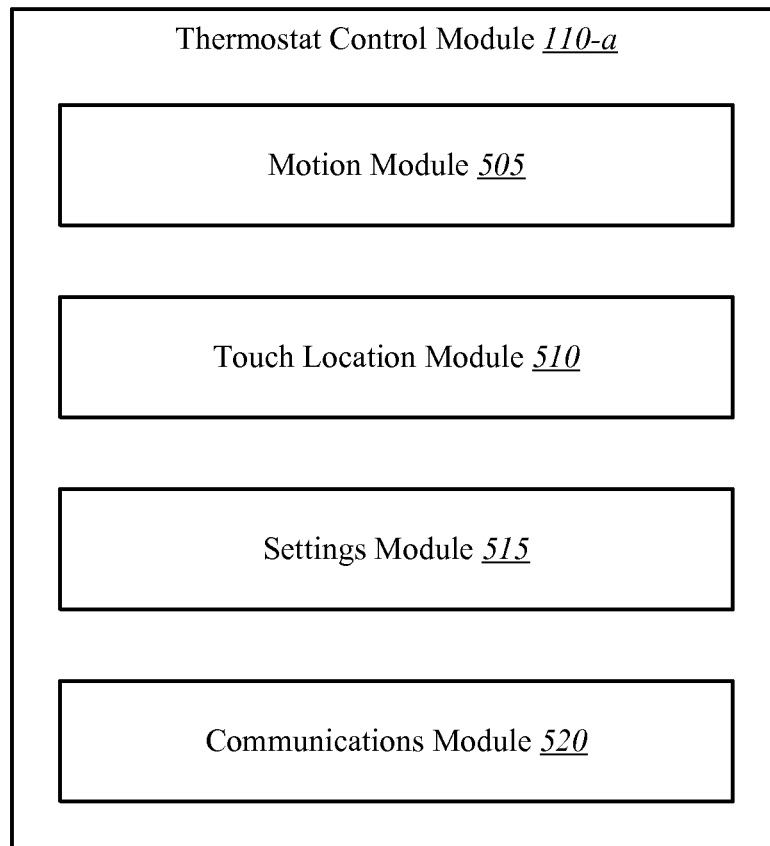 Thermostat Control Module 110-a
Motion Module 505
Touch Location Module 510
Settings Module 515
Communications Module 520